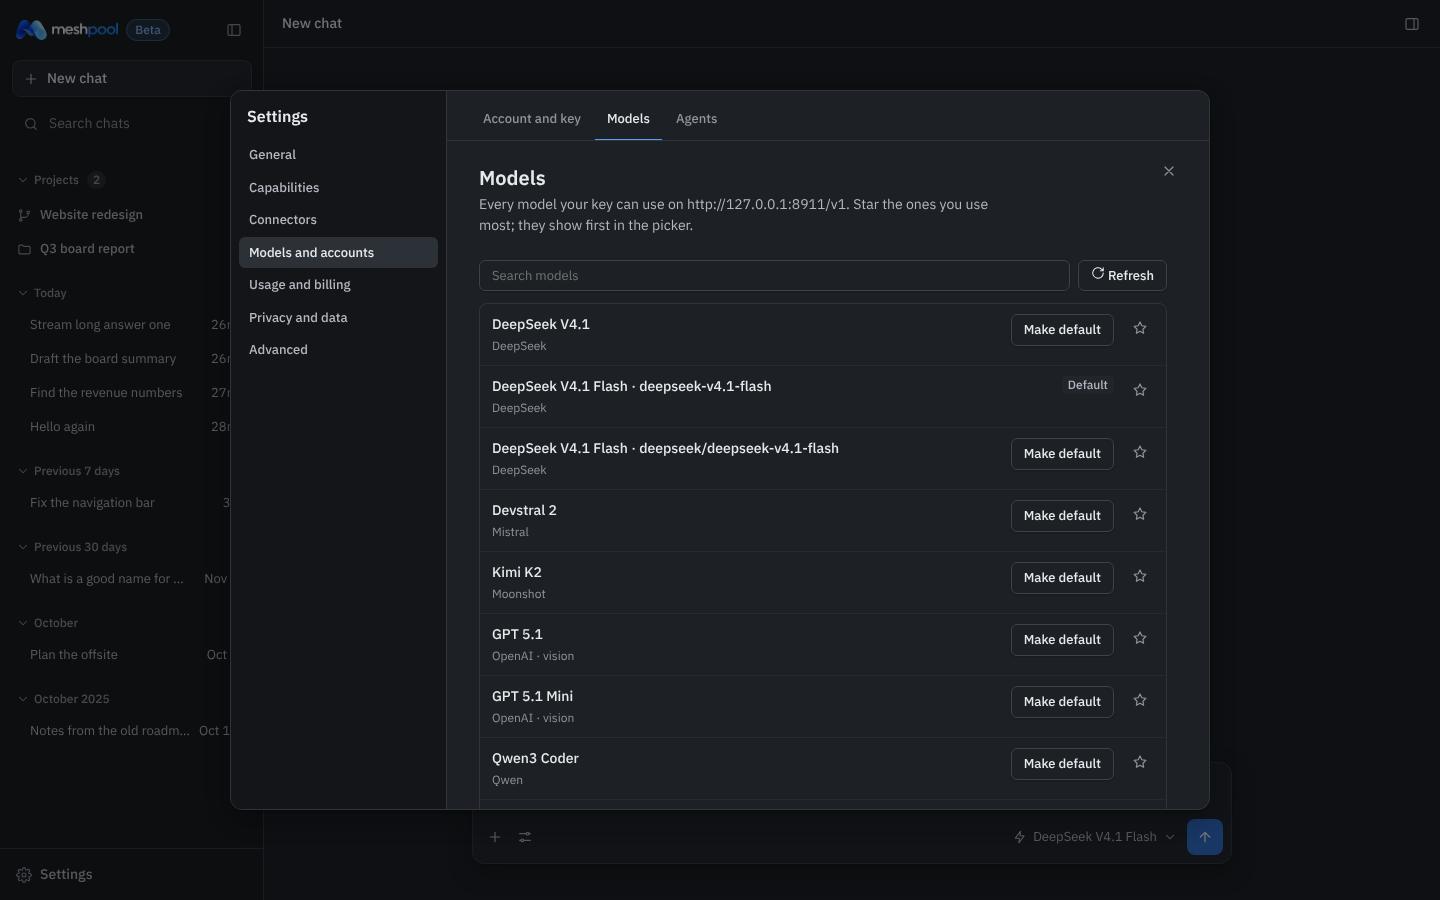 meshpool Beta
New chat
New chat
Search chats
Projects 2
Website redesign
Q3 board report
Today
Stream long answer one
Draft the board summary
Find the revenue numbers
Hello again
Previous 7 days
Fix the navigation bar
Previous 30 days
What is a good name for ... Nov
October
Plan the offsite Oct
October 2025
Notes from the old roadm... Oct 1
Settings
Settings
General
Capabilities
Connectors
Models and accounts
Usage and billing
Privacy and data
Advanced
Account and key Models Agents
Models
Every model your key can use on http://127.0.0.1:8911/v1. Star the ones you use
most; they show first in the picker.
Search models Refresh
DeepSeek V4.1 Make default
DeepSeek
DeepSeek V4.1 Flash · deepseek-v4.1-flash Default
DeepSeek
DeepSeek V4.1 Flash · deepseek/deepseek-v4.1-flash Make default
DeepSeek
Devstral 2 Make default
Mistral
Kimi K2 Make default
Moonshot
GPT 5.1 Make default
OpenAI · vision
GPT 5.1 Mini Make default
OpenAI · vision
Qwen3 Coder Make default
Qwen
DeepSeek V4.1 Flash